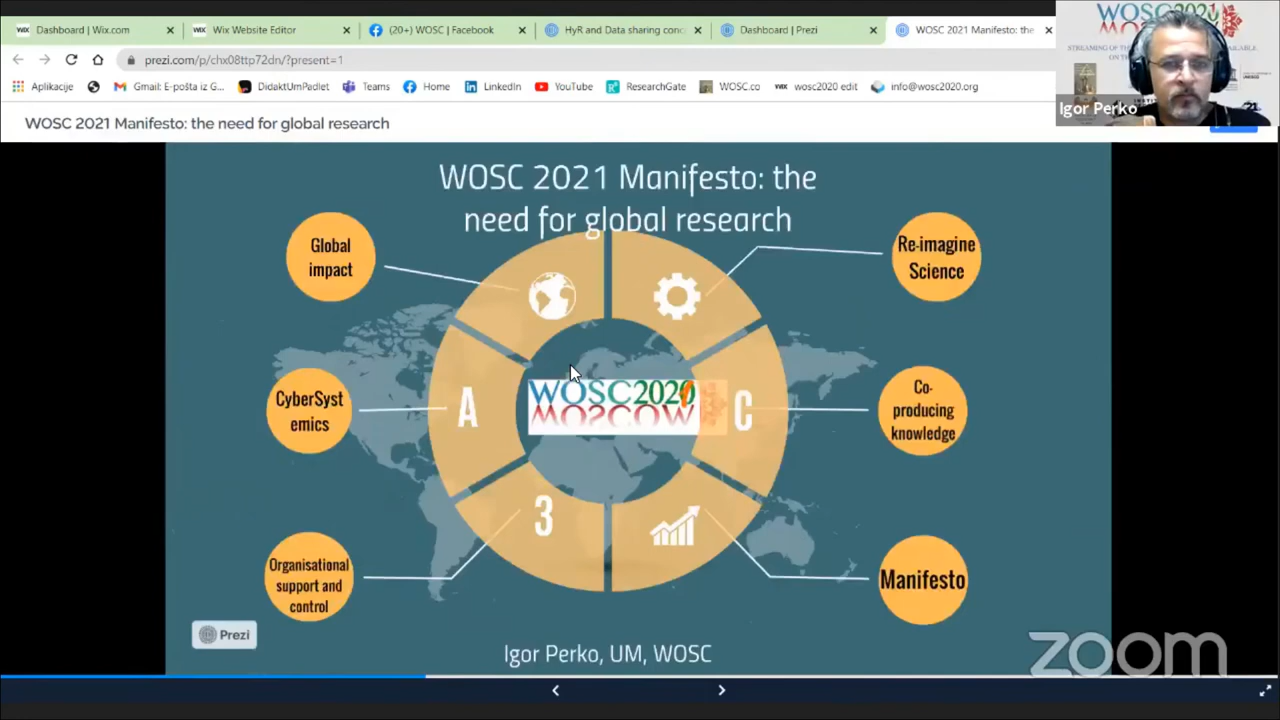 Dashboard | Wix.com
Wix Website Editor
(20+) WOSC | Facebook
HyR and Data sharing conc
Dashboard | Prezi
WOSC 2021 Manifesto: the
prezi.com/p/chx08ttp72dn/?present=1
Aplikacije
Gmail: E-pošta iz G...
DidaktUmPadlet
Teams
Home
LinkedIn
YouTube
ResearchGate
WOSC.co
WIX wosc2020 edit
info@wosc2020.org
WOSC 2021 Manifesto: the need for global research
WOSC2020
Igor Perko
WOSC 2021 Manifesto: the
need for global research
Global
impact
Re-imagine
Science
CyberSyst
emics
A
WOSC2020
MOSCOW
C
Co-
producing
knowledge
3
Organisational
support and
control
Manifesto
Prezi
Igor Perko, UM, WOSC
zoom